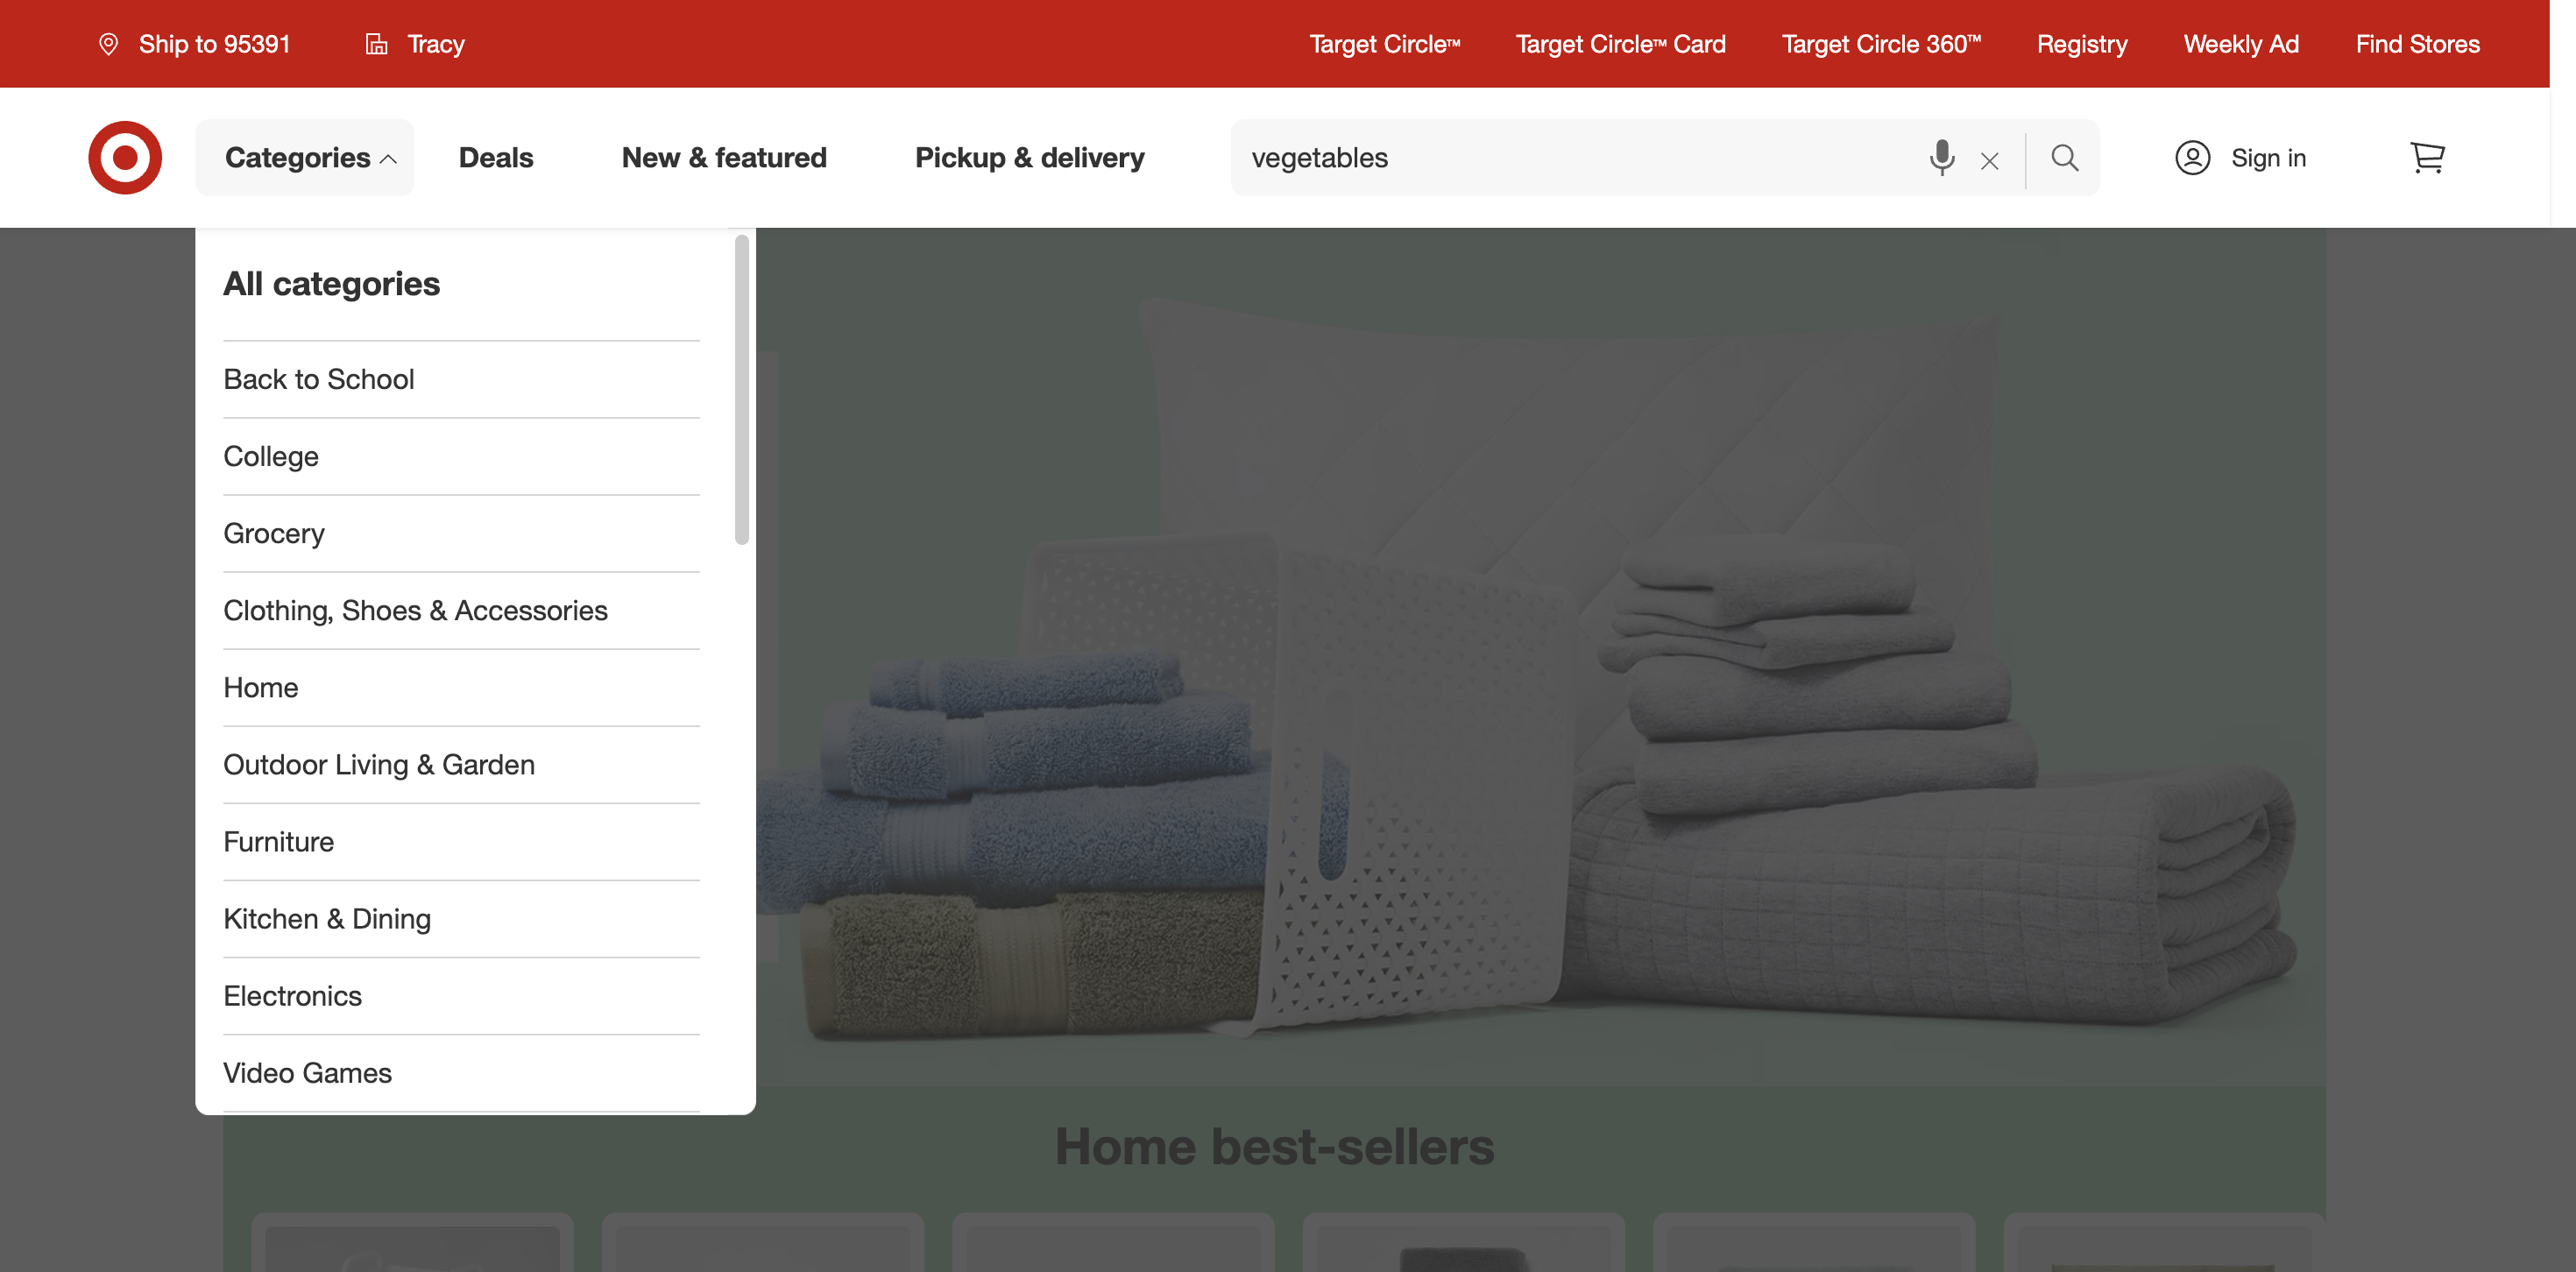 Ship to 95391 Tracy Target Circle™ Target Circle™ Card Target Circle 360™ Registry Weekly Ad Find Stores
Categories Deals New & featured Pickup & delivery vegetables Sign in
All categories
Back to School
College
Grocery
Clothing, Shoes & Accessories
Home
Outdoor Living & Garden
Furniture
Kitchen & Dining
Electronics
Video Games
Home best-sellers